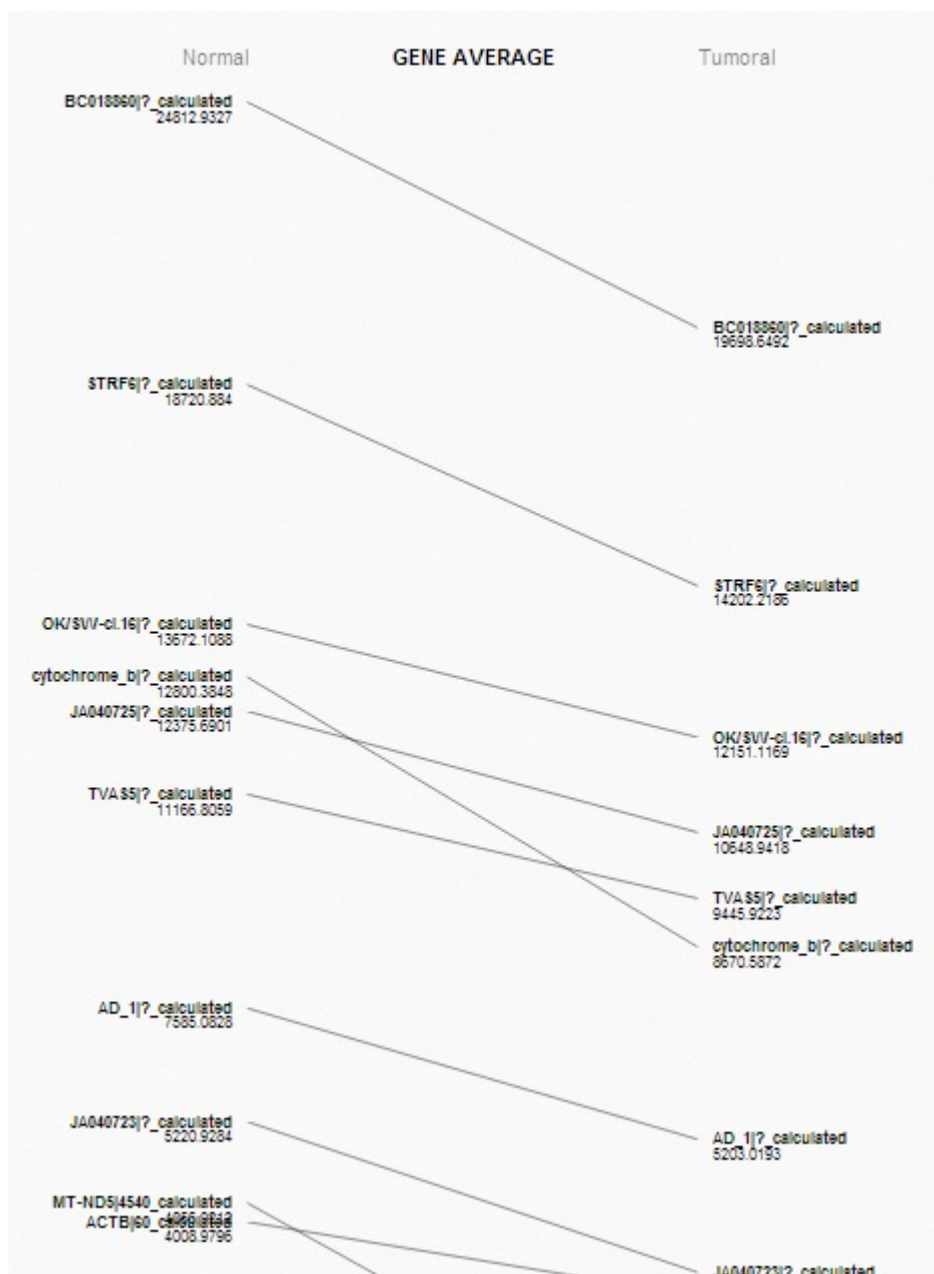 Normal GENE AVERAGE Tumoral
BC018860|?_calculated
24812.9327
BC018860|?_calculated
19698.6492
STRF6|?_calculated
18720.884
STRF6|?_calculated
14202.2186
OK/SW-cl.16|?_calculated
13672.1088
cytochrome_b|?_calculated
12800.3848
JA040725|?_calculated
12375.6901
OK/SW-cl.16|?_calculated
12151.1169
TVAS5|?_calculated
11166.8059
JA040725|?_calculated
10648.9418
TVAS5|?_calculated
9445.9223
cytochrome_b|?_calculated
8670.5872
AD_1|?_calculated
7585.0828
AD_1|?_calculated
5203.0193
JA040723|?_calculated
5220.9284
MT-ND5|4540_calculated
ACTB|60_calculated
4008.9796
JA040723|?_calculated